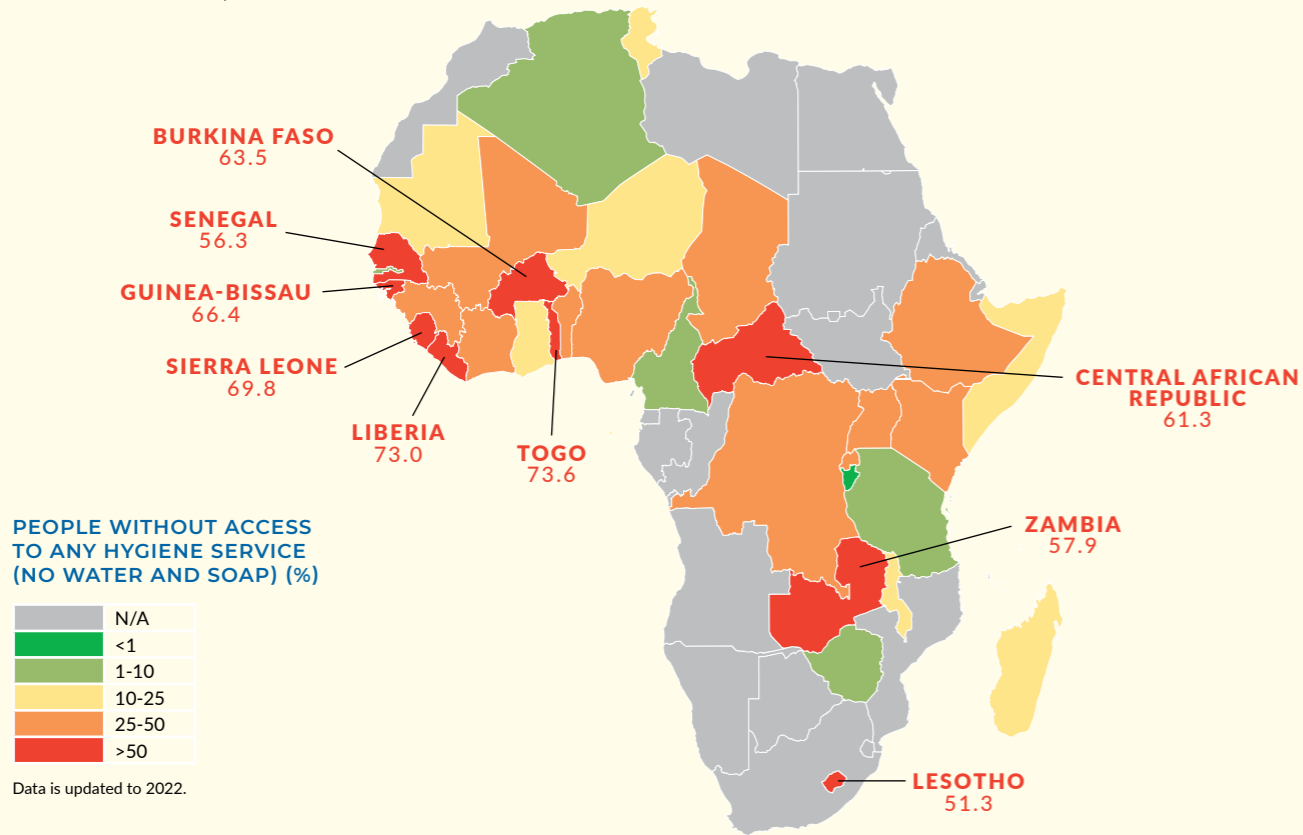 BURKINA FASO
63.5
SENEGAL
56.3
GUINEA-BISSAU
66.4
SIERRA LEONE
69.8
LIBERIA
73.0
TOGO
73.6
CENTRAL AFRICAN
REPUBLIC
61.3
ZAMBIA
57.9
LESOTHO
51.3
PEOPLE WITHOUT ACCESS
TO ANY HYGIENE SERVICE
(NO WATER AND SOAP) (%)
N/A
<1
1-10
10-25
25-50
>50
Data is updated to 2022.